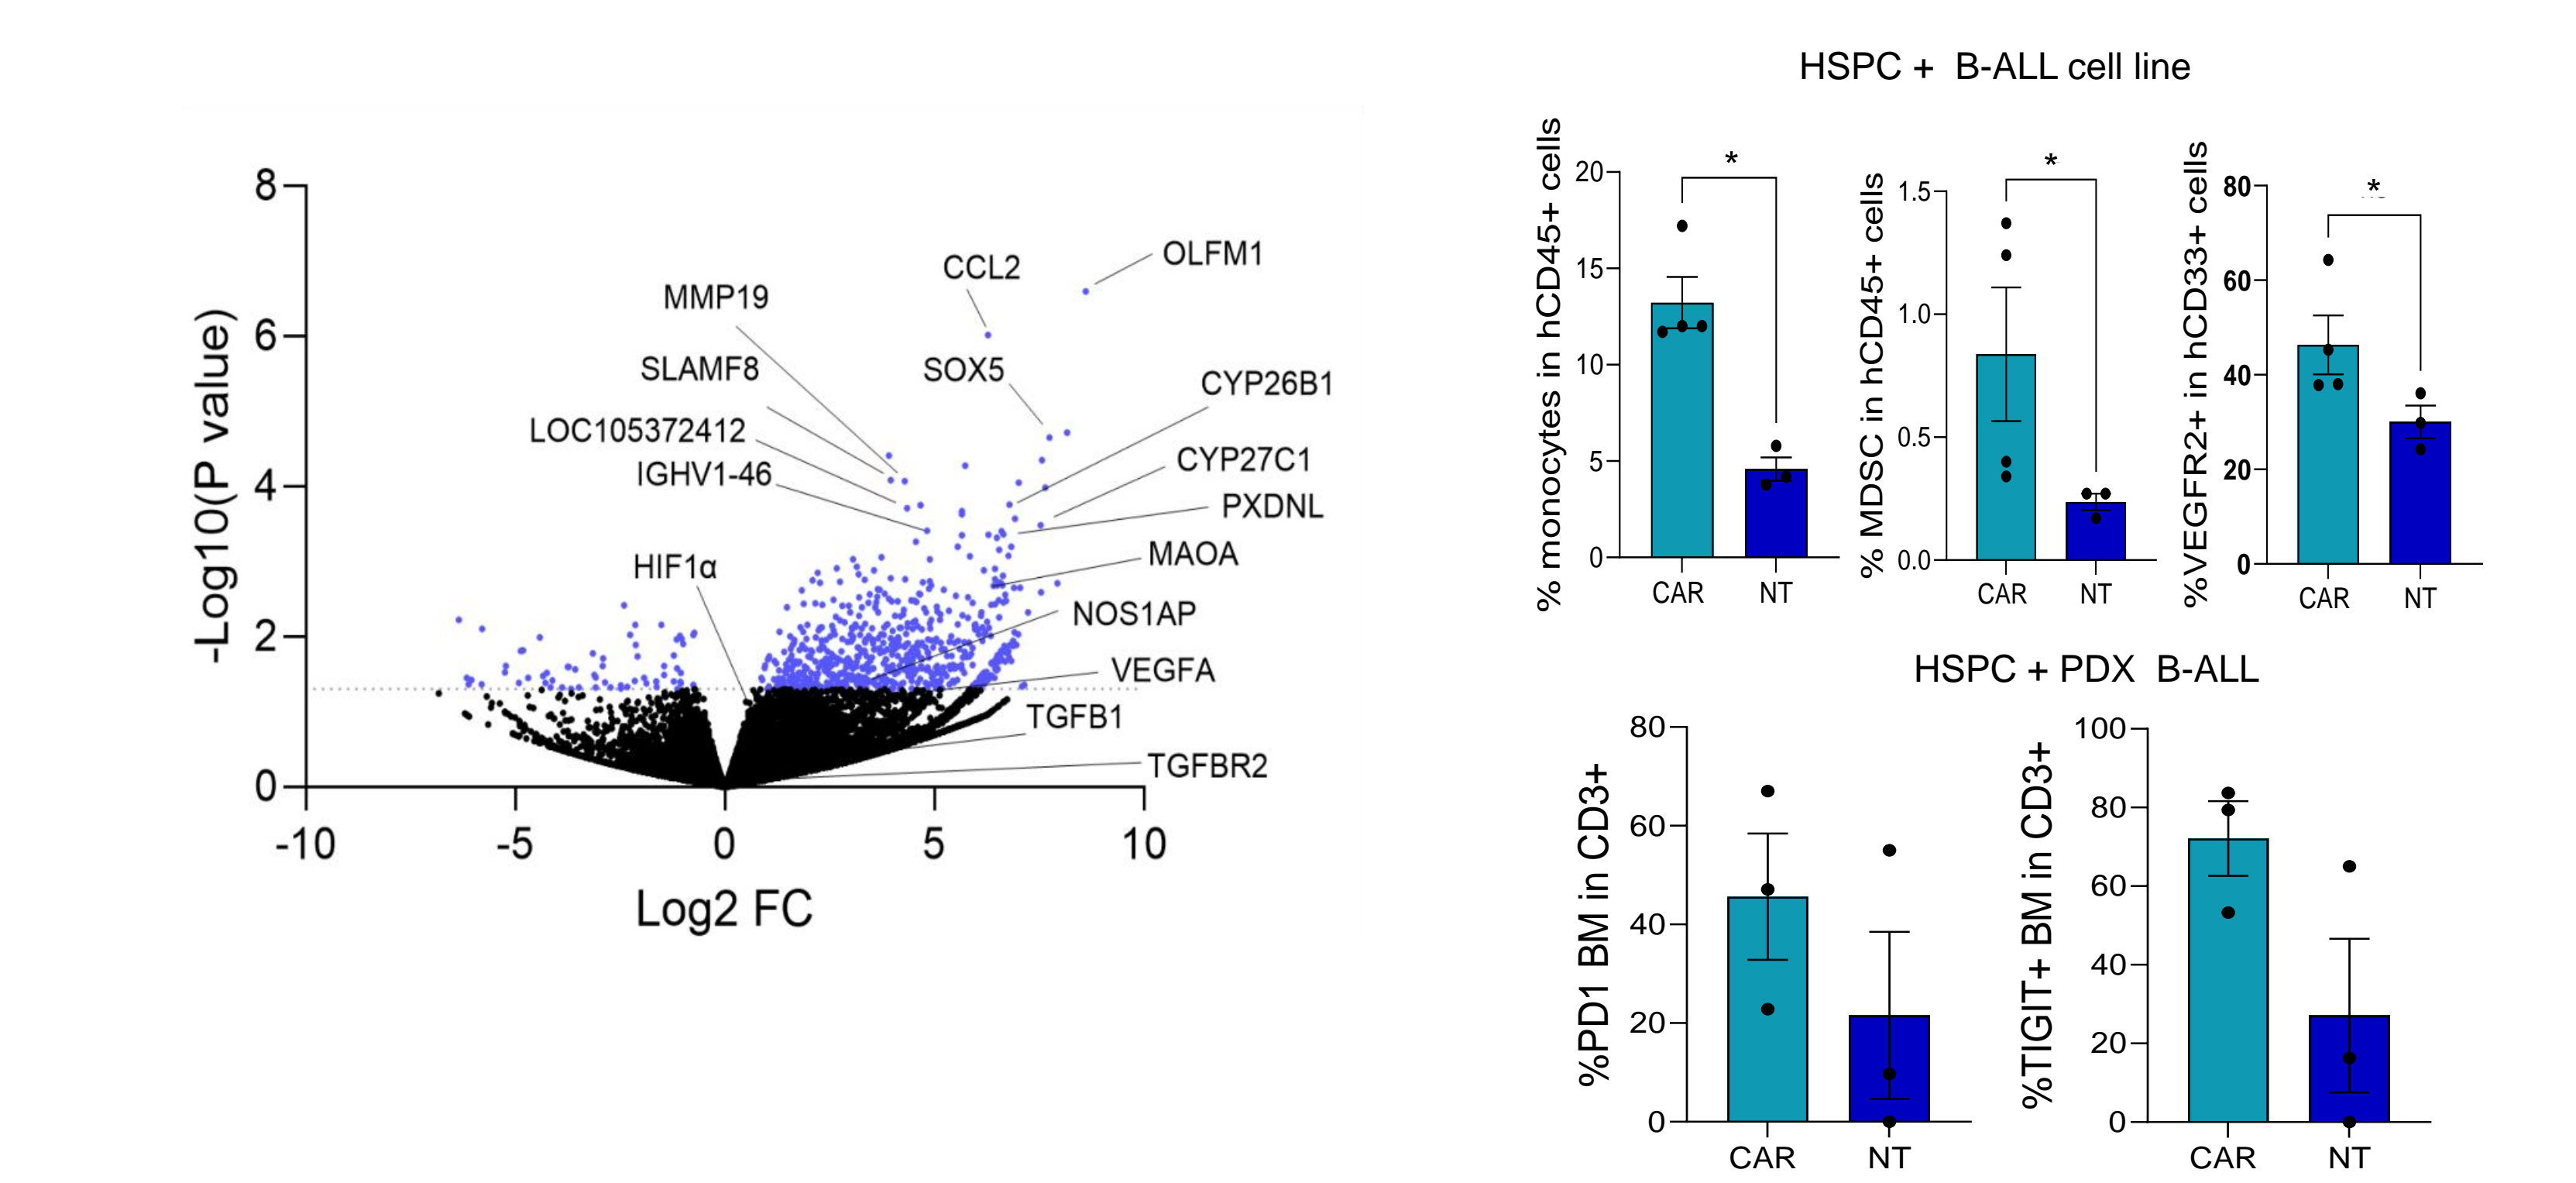 8
6
4
2
0
-10
-5
0
5
10
-Log10(P value)
Log2 FC
OLFM1
CCL2
MMP19
SLAMF8
SOX5
CYP26B1
LOC105372412
IGHV1-46
CYP27C1
PXDNL
MAOA
HIF1α
NOS1AP
VEGFA
TGFB1
TGFBR2
HSPC + B-ALL cell line
% monocytes in hCD45+ cells
20
15
10
5
0
*
CAR
NT
% MDSC in hCD45+ cells
1.5
1.0
0.5
0.0
*
CAR
NT
%VEGFR2+ in hCD33+ cells
80
60
40
20
0
*
CAR
NT
HSPC + PDX B-ALL
%PD1 BM in CD3+
80
60
40
20
0
CAR
NT
%TIGIT+ BM in CD3+
100
80
60
40
20
0
CAR
NT